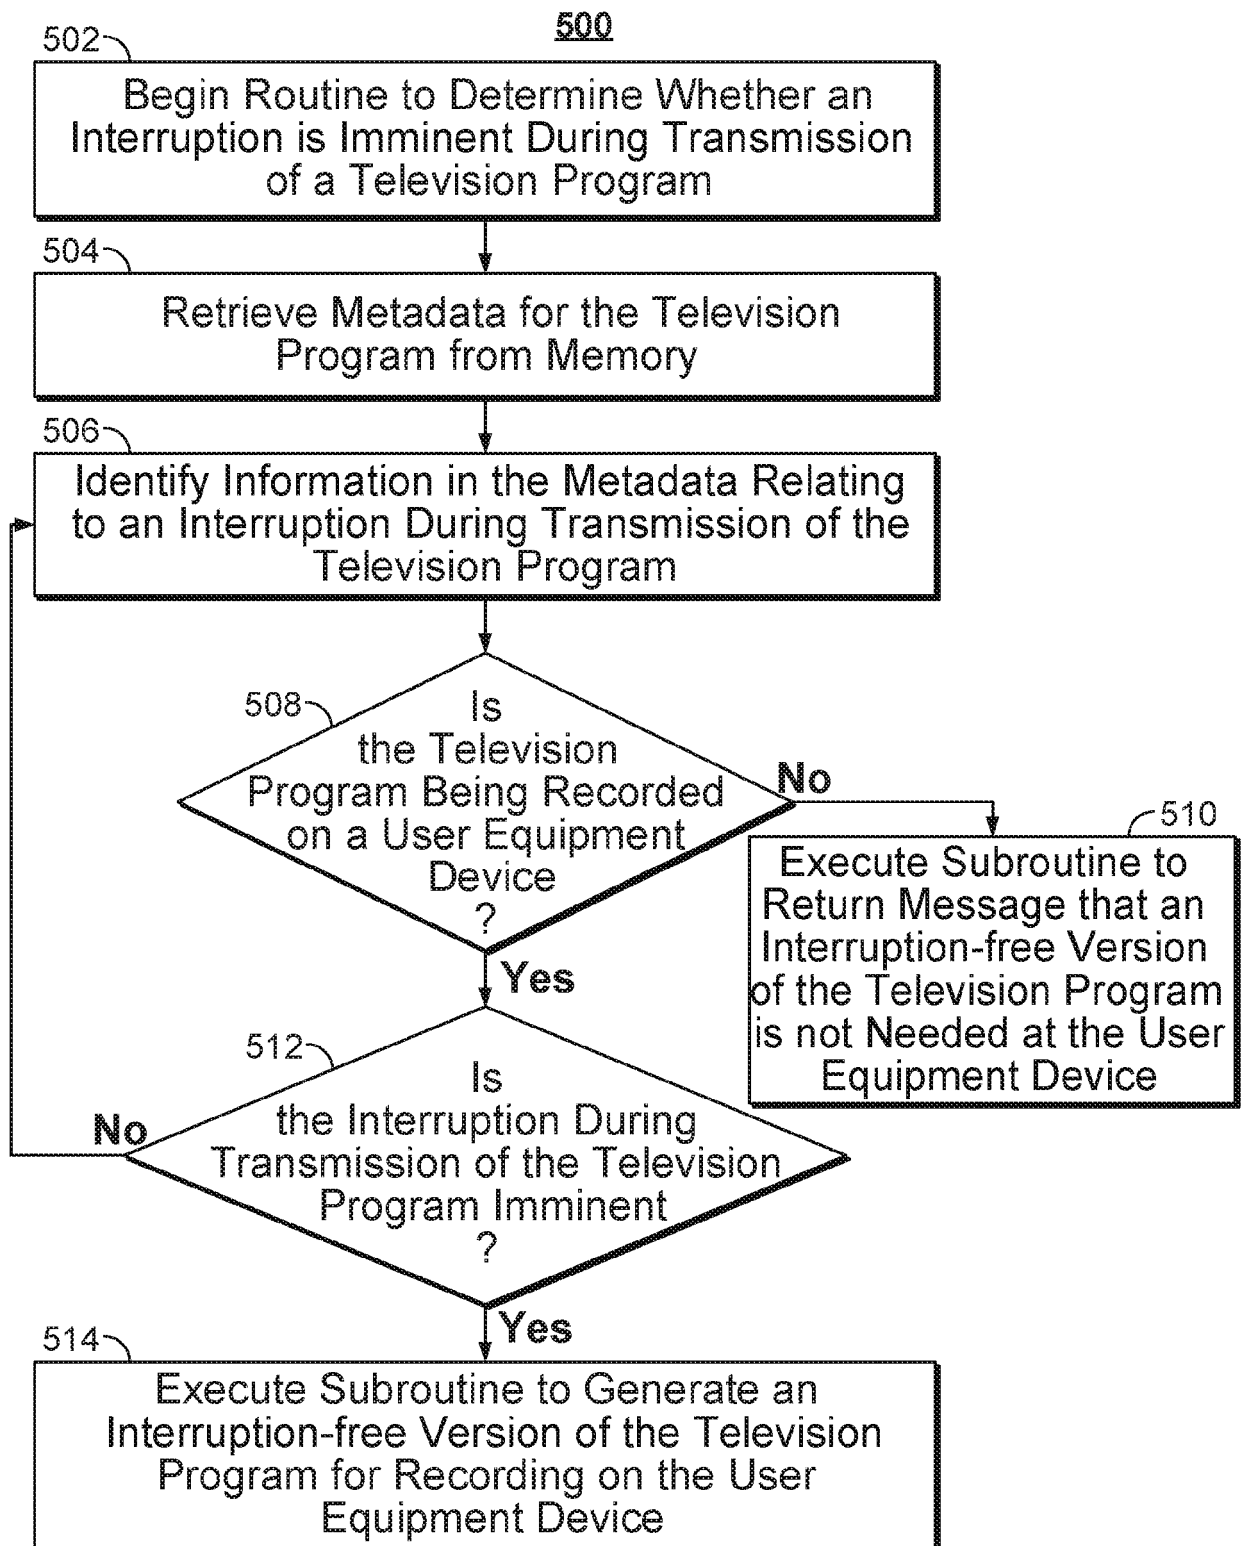 500
502
Begin Routine to Determine Whether an
Interruption is Imminent During Transmission
of a Television Program
504
Retrieve Metadata for the Television
Program from Memory
506
Identify Information in the Metadata Relating
to an Interruption During Transmission of the
Television Program
508
Is
the Television
Program Being Recorded
on a User Equipment
Device
?
No
510
Execute Subroutine to
Return Message that an
Interruption-free Version
of the Television Program
is not Needed at the User
Equipment Device
Yes
512
Is
the Interruption During
Transmission of the Television
Program Imminent
?
No
Yes
514
Execute Subroutine to Generate an
Interruption-free Version of the Television
Program for Recording on the User
Equipment Device